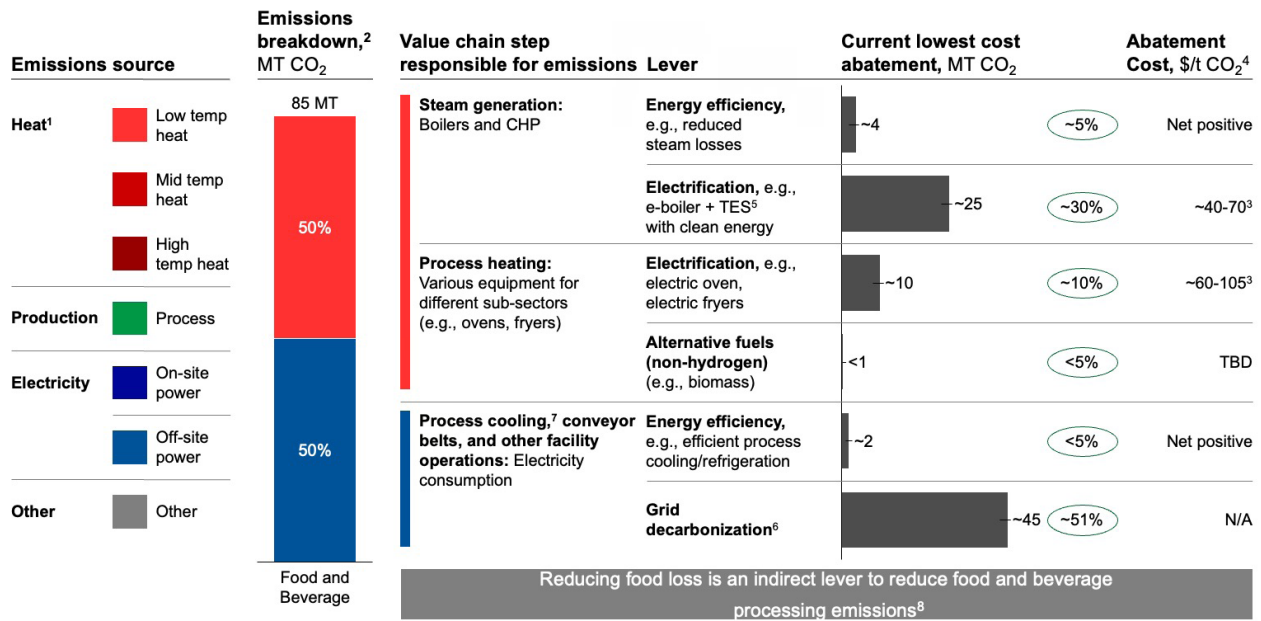 Emissions source
Emissions
breakdown,²
MT CO₂
Value chain step
responsible for emissions
Lever
Current lowest cost
abatement, MT CO₂
Abatement
Cost, $/t CO₂⁴
Heat¹
Low temp
heat
Mid temp
heat
High
temp heat
Production
Process
Electricity
On-site
power
Off-site
power
Other
Other
85 MT
50%
50%
Food and
Beverage
Steam generation:
Boilers and CHP
Energy efficiency,
e.g., reduced
steam losses
~4
~5%
Net positive
Electrification, e.g.,
e-boiler + TES⁵
with clean energy
~25
~30%
~40-70³
Process heating:
Various equipment for
different sub-sectors
(e.g., ovens, fryers)
Electrification, e.g.,
electric oven,
electric fryers
~10
~10%
~60-105³
Alternative fuels
(non-hydrogen)
(e.g., biomass)
<1
<5%
TBD
Process cooling,⁷ conveyor
belts, and other facility
operations: Electricity
consumption
Energy efficiency,
e.g., efficient process
cooling/refrigeration
~2
<5%
Net positive
Grid
decarbonization⁶
~45
~51%
N/A
Reducing food loss is an indirect lever to reduce food and beverage
processing emissions⁸